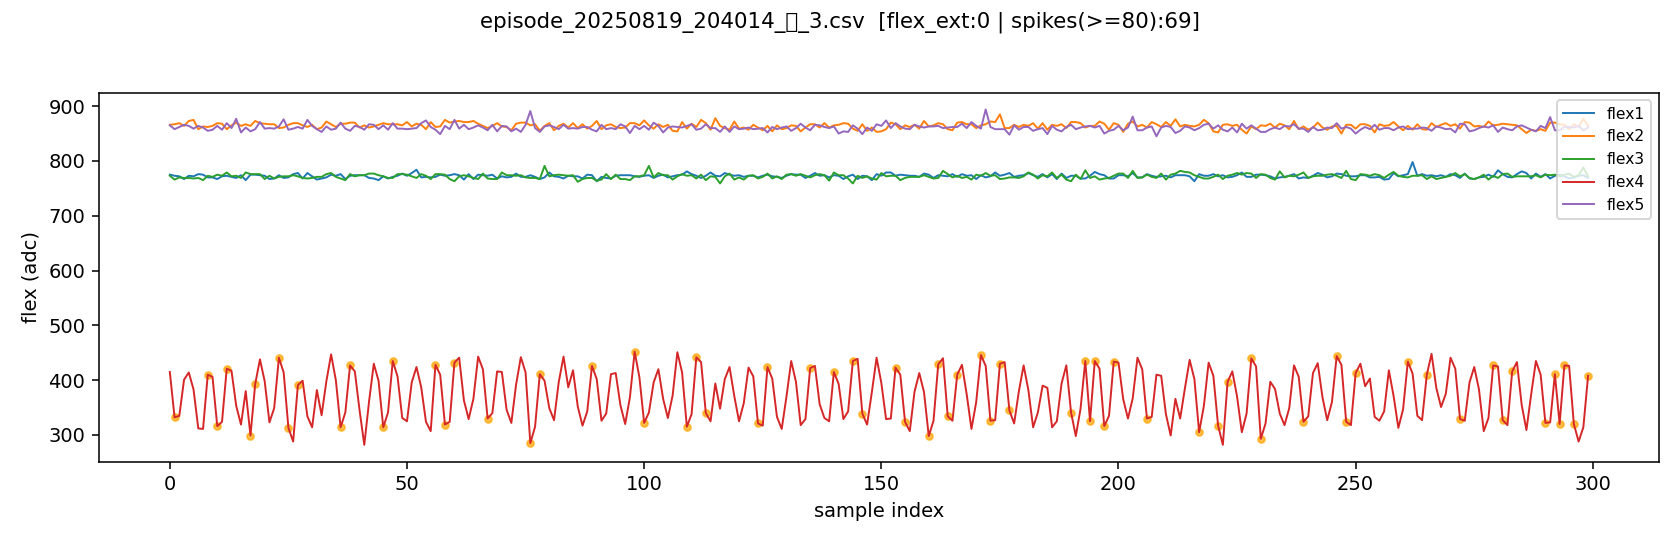 episode_20250819_204014_▯_3.csv [flex_ext:0 | spikes(>=80):69]
flex (adc)
900
800
700
600
500
400
300
0
50
100
150
200
250
300
sample index
flex1
flex2
flex3
flex4
flex5